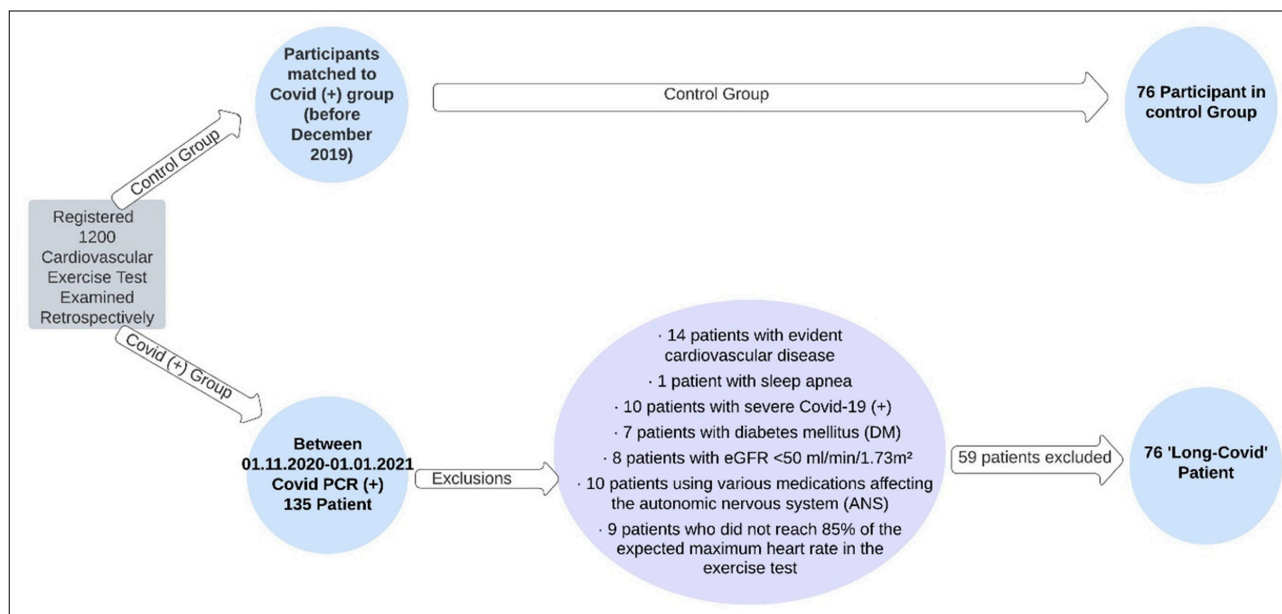 Participants
matched to
Covid (+) group
(before
December
2019)
Control Group
76 Participant in
control Group
Control Group
Registered
1200
Cardiovascular
Exercise Test
Examined
Retrospectively
Covid (+) Group
Between
01.11.2020-01.01.2021
Covid PCR (+)
135 Patient
Exclusions
· 14 patients with evident
cardiovascular disease
· 1 patient with sleep apnea
· 10 patients with severe Covid-19 (+)
· 7 patients with diabetes mellitus (DM)
· 8 patients with eGFR <50 ml/min/1.73m²
· 10 patients using various medications affecting
the autonomic nervous system (ANS)
· 9 patients who did not reach 85% of the
expected maximum heart rate in the
exercise test
59 patients excluded
76 'Long-Covid'
Patient